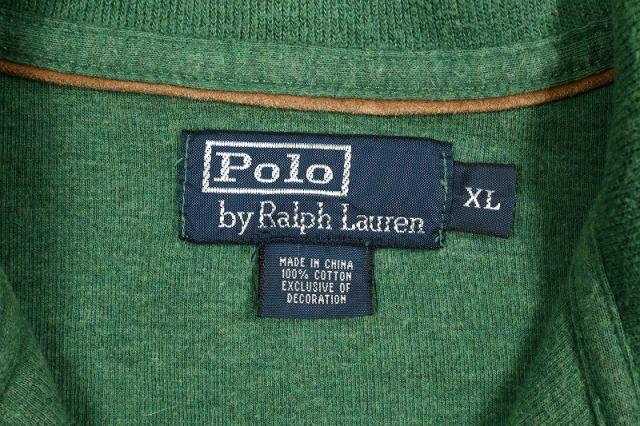 Polo
by Ralph Lauren
XL
MADE IN CHINA
100% COTTON
EXCLUSIVE OF
DECORATION